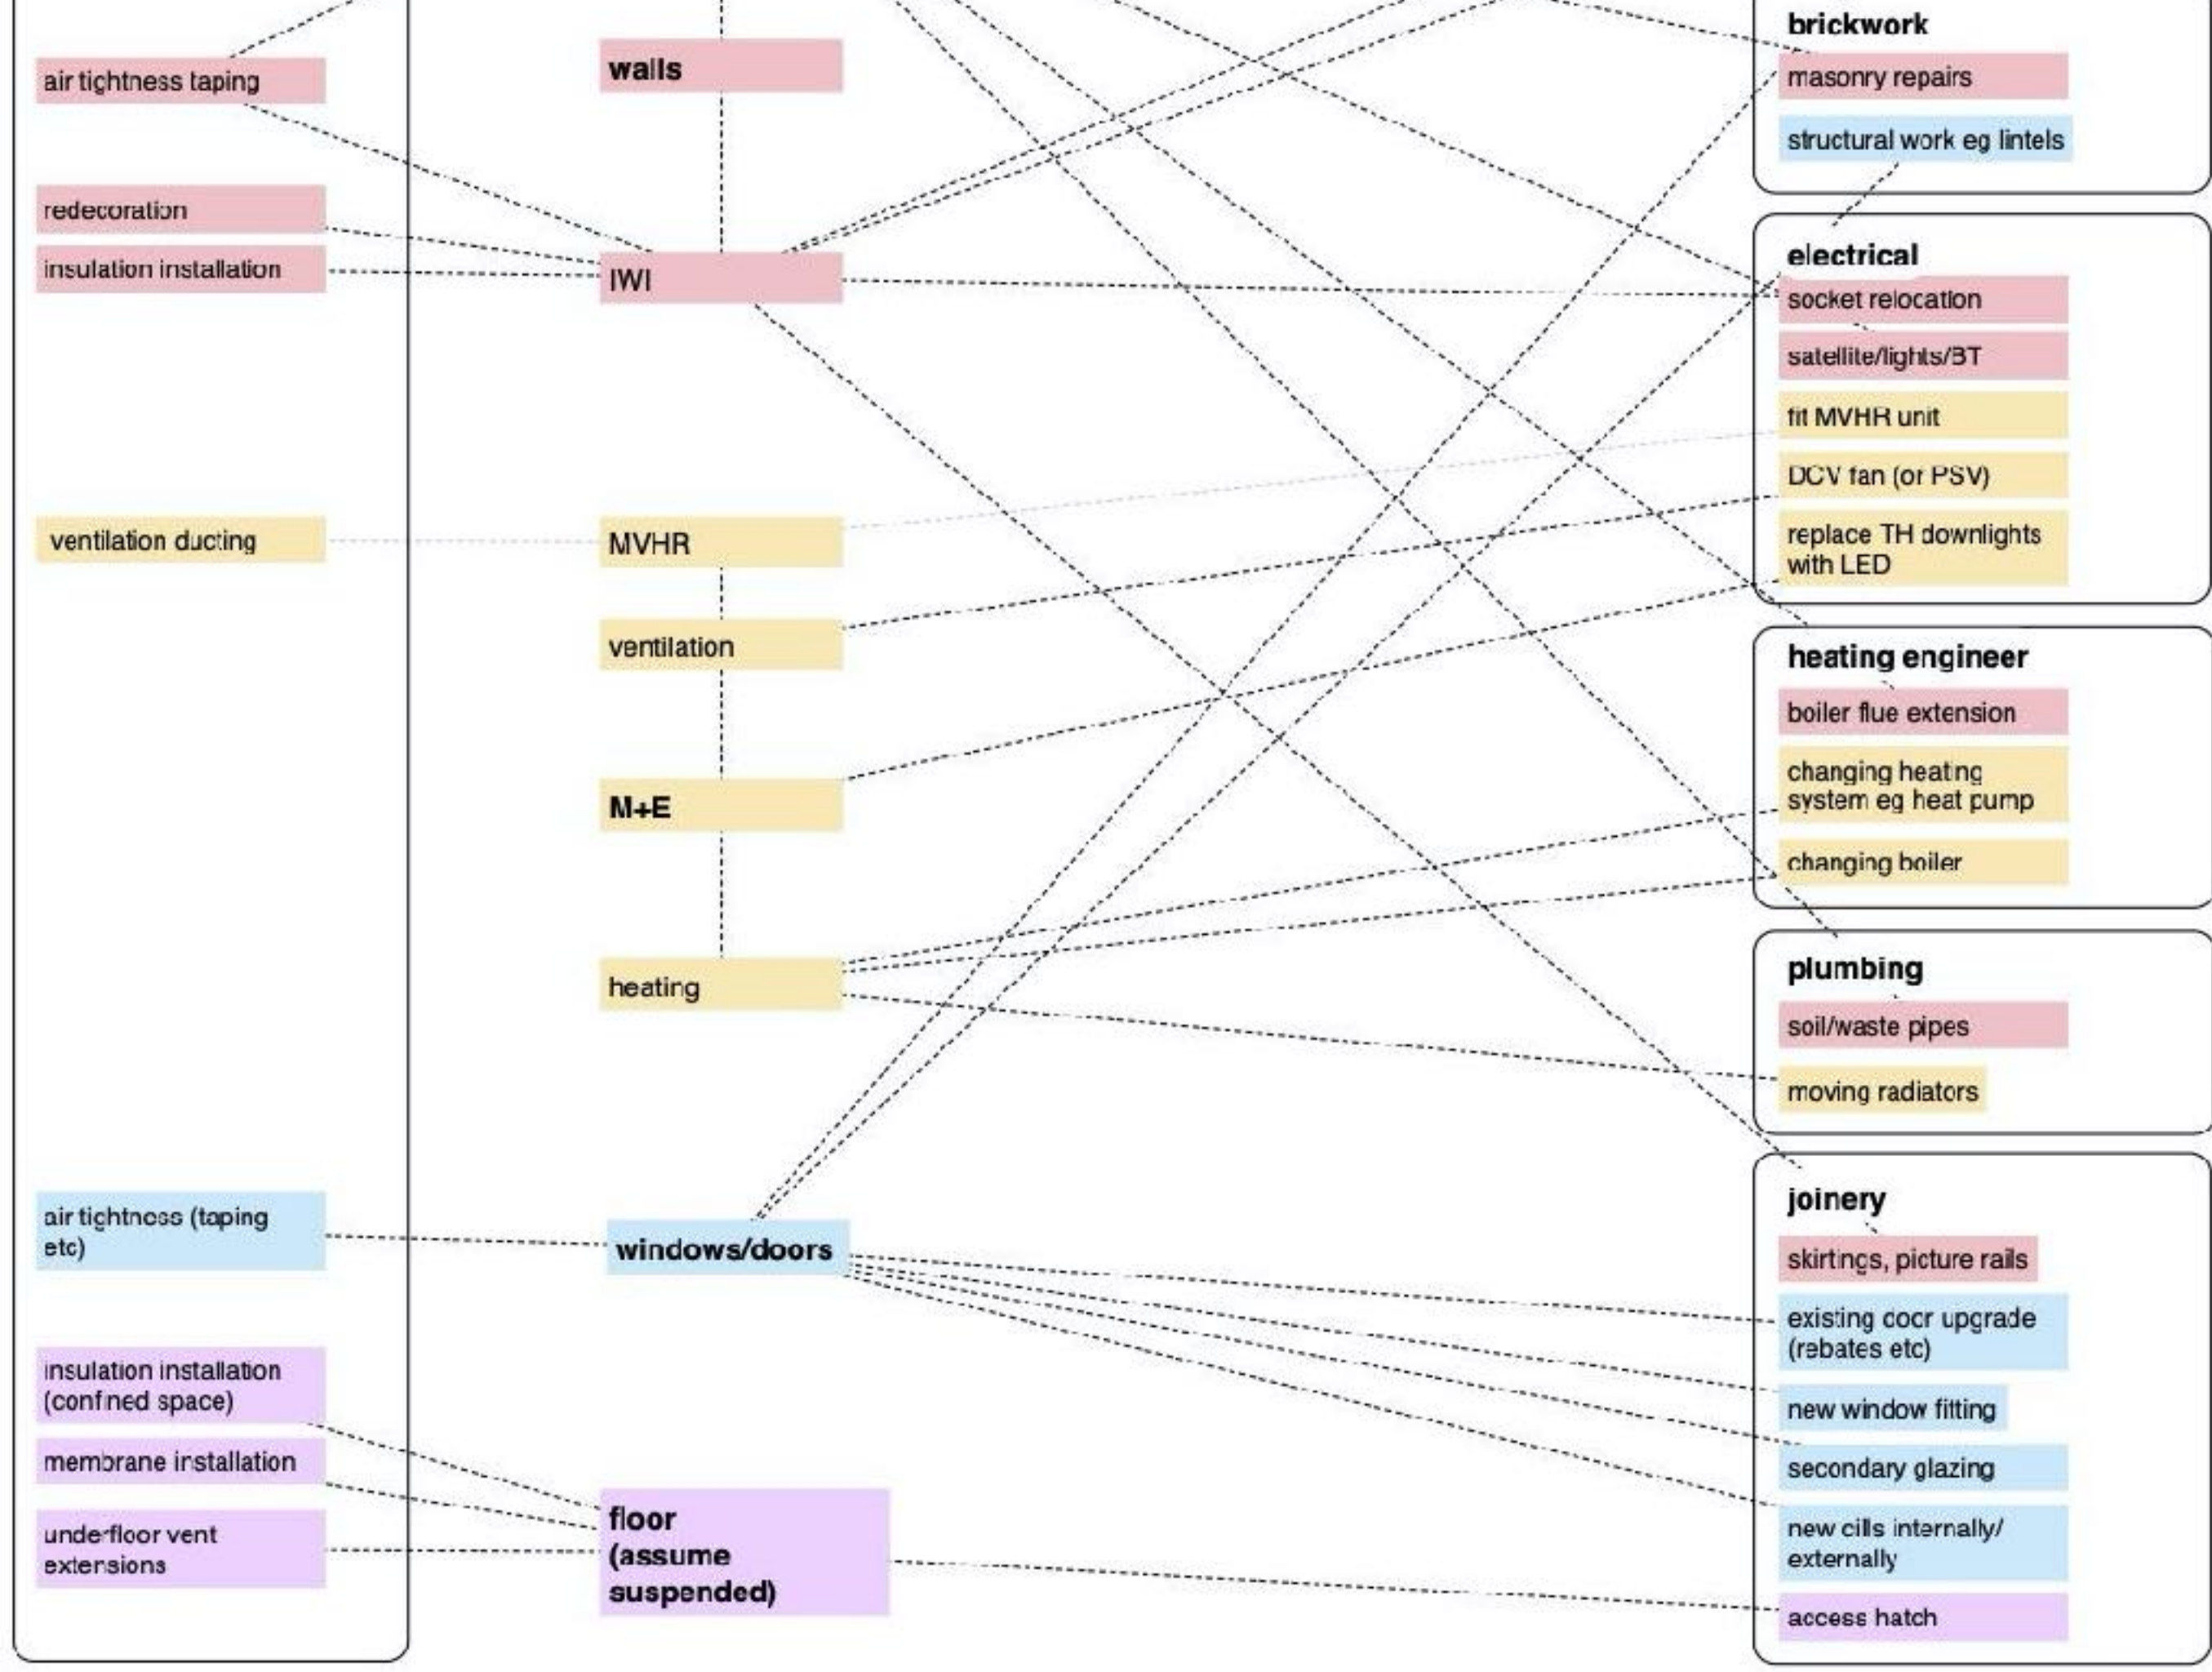 air tightness taping
redecoration
insulation installation
ventilation ducting
air tightness (taping
etc)
insulation installation
(confined space)
membrane installation
underfloor vent
extensions
walls
IWI
MVHR
ventilation
M+E
heating
windows/doors
floor
(assume
suspended)
brickwork
masonry repairs
structural work eg lintels
electrical
socket relocation
satellite/lights/BT
fit MVHR unit
DCV fan (or PSV)
replace TH downlights
with LED
heating engineer
boiler flue extension
changing heating
system eg heat pump
changing boiler
plumbing
soil/waste pipes
moving radiators
joinery
skirtings, picture rails
existing door upgrade
(rebates etc)
new window fitting
secondary glazing
new cills internally/
externally
access hatch